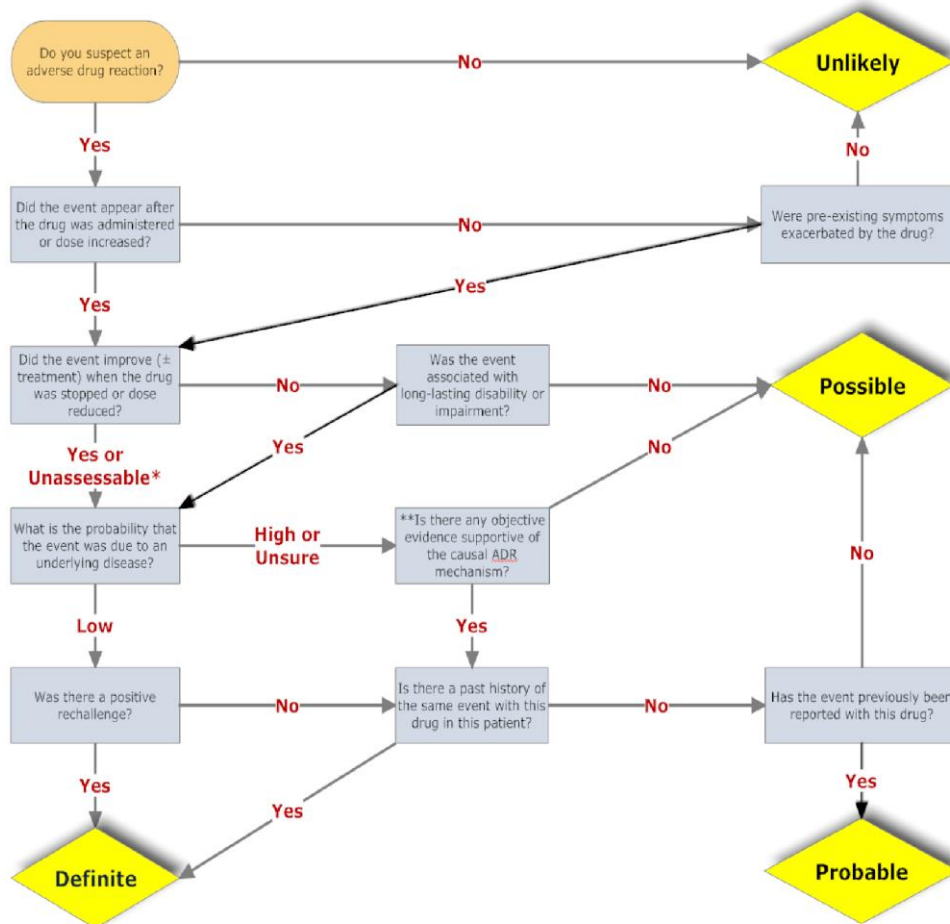 Do you suspect an
adverse drug reaction?
No
Unlikely
Yes
No
Did the event appear after
the drug was administered
or dose increased?
No
Were pre-existing symptoms
exacerbated by the drug?
Yes
Yes
Did the event improve (±
treatment) when the drug
was stopped or dose
reduced?
No
Was the event
associated with
long-lasting disability or
impairment?
No
Possible
Yes or
Unassessable*
Yes
No
What is the probability that
the event was due to an
underlying disease?
High or
Unsure
**Is there any objective
evidence supportive
of the causal ADR
mechanism?
No
Low
Yes
Was there a positive
rechallenge?
No
Is there a past history of
the same event with this
drug in this patient?
No
Has the event previously been
reported with this drug?
Yes
Yes
Yes
Definite
Probable